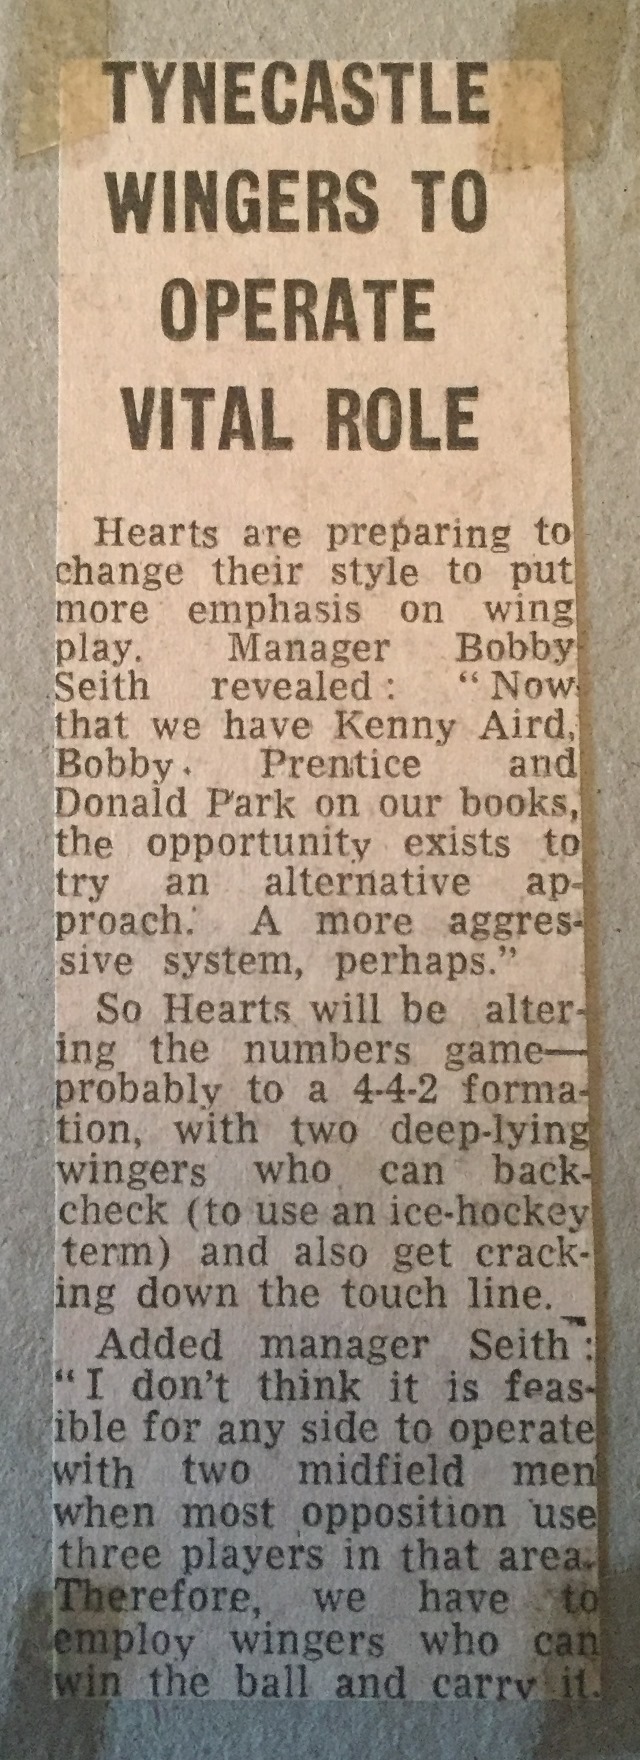 TYNECASTLE
WINGERS TO
OPERATE
VITAL ROLE
Hearts are preparing to
change their style to put
more emphasis on wing
play. Manager Bobby
Seith revealed: "Now
that we have Kenny Aird,
Bobby Prentice and
Donald Park on our books,
the opportunity exists to
try an alternative ap-
proach. A more aggres-
sive system, perhaps."
So Hearts will be alter-
ing the numbers game—
probably to a 4-4-2 forma-
tion, with two deep-lying
wingers who can back-
check (to use an ice-hockey
term) and also get crack-
ing down the touch line.
Added manager Seith:
"I don't think it is feas-
ible for any side to operate
with two midfield men
when most opposition use
three players in that area.
Therefore, we have to
employ wingers who can
win the ball and carry it.